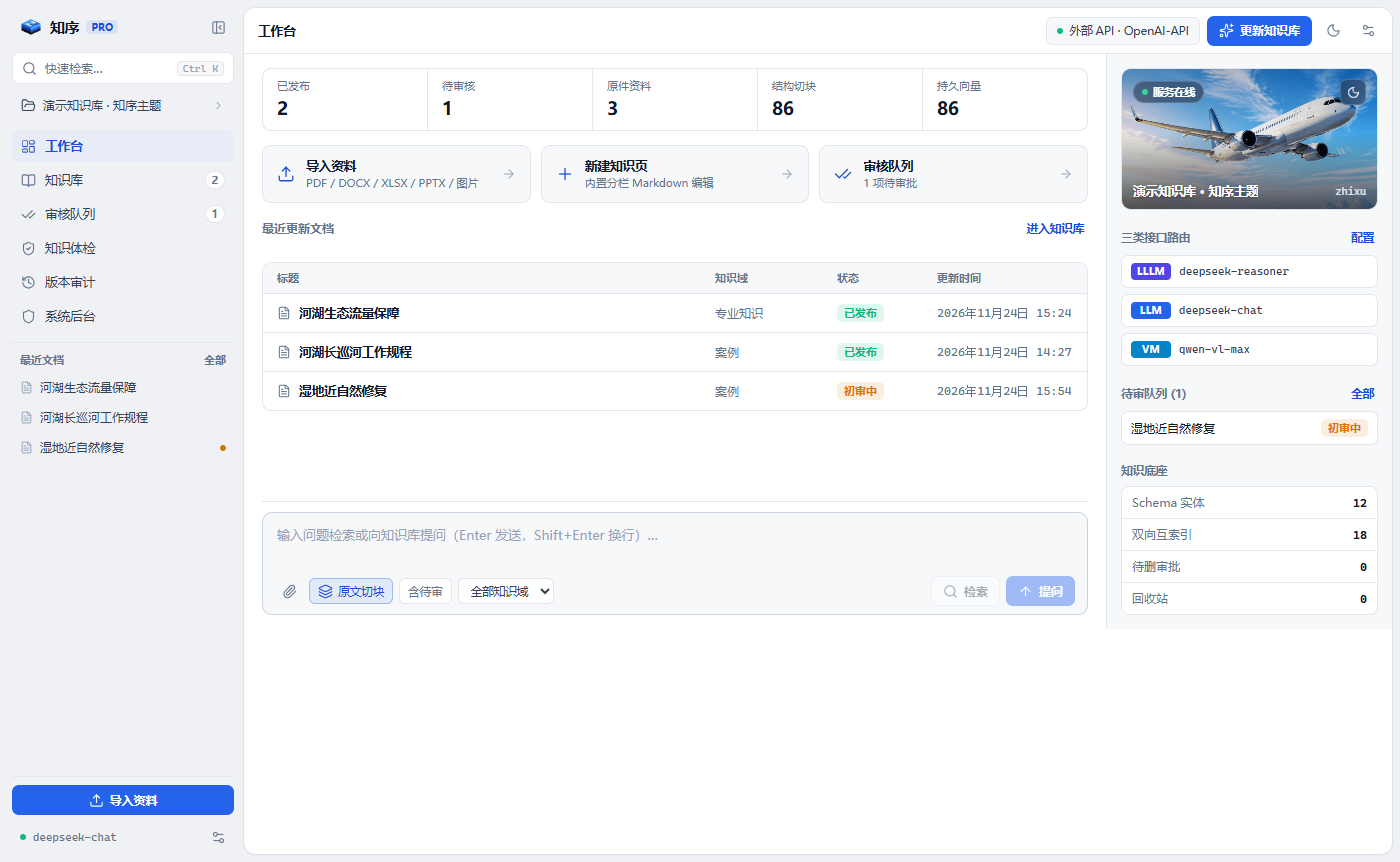 知序 PRO
快速检索... Ctrl K
演示知识库 · 知序主题
工作台
知识库 2
审核队列 1
知识体检
版本审计
系统后台
最近文档 全部
河湖生态流量保障
河湖长巡河工作规程
湿地近自然修复
导入资料
deepseek-chat
工作台
外部 API · OpenAI-API
更新知识库
已发布 待审核 原件资料 结构切块 持久向量
2 1 3 86 86
导入资料
PDF / DOCX / XLSX / PPTX / 图片
新建知识页
内置分栏 Markdown 编辑
审核队列
1 项待审批
最近更新文档 进入知识库
标题 知识域 状态 更新时间
河湖生态流量保障 专业知识 已发布 2026年11月24日 15:24
河湖长巡河工作规程 案例 已发布 2026年11月24日 14:27
湿地近自然修复 案例 初审中 2026年11月24日 15:54
输入问题检索或向知识库提问（Enter 发送，Shift+Enter 换行）...
原文切块 含待审 全部知识域 检索 提问
服务在线
演示知识库 • 知序主题 zhixu
三类接口路由 配置
LLLM deepseek-reasoner
LLM deepseek-chat
VM qwen-vl-max
待审队列 (1) 全部
湿地近自然修复 初审中
知识底座
Schema 实体 12
双向互索引 18
待删审批 0
回收站 0